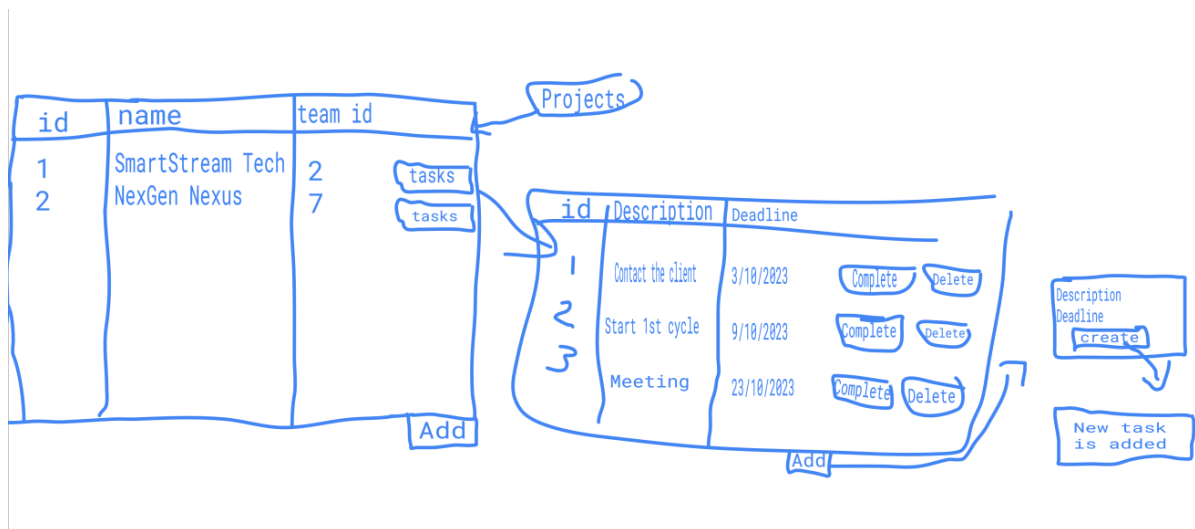 Projects
id name team id
1 SmartStream Tech 2 tasks
2 NexGen Nexus 7 tasks
Add
id Description Deadline
1 Contact the client 3/10/2023 Complete Delete
2 Start 1st cycle 9/10/2023 Complete Delete
3 Meeting 23/10/2023 Complete Delete
Add
Description
Deadline
create
New task
is added